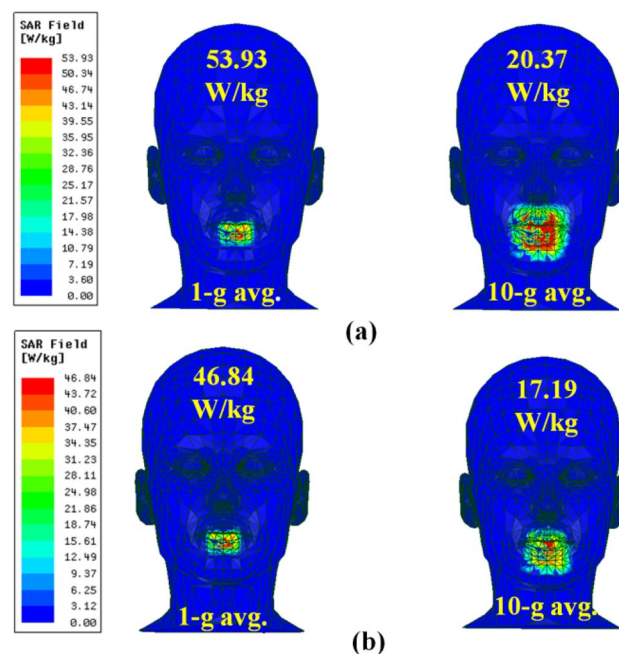 SAR Field
[W/kg]
53.93
50.34
46.74
43.14
39.55
35.95
32.36
28.76
25.17
21.57
17.98
14.38
10.79
7.19
3.60
0.00
53.93
W/kg
1-g avg.
20.37
W/kg
10-g avg.
(a)
SAR Field
[W/kg]
46.84
43.72
40.60
37.47
34.35
31.23
28.11
24.98
21.86
18.74
15.61
12.49
9.37
6.25
3.12
0.00
46.84
W/kg
1-g avg.
17.19
W/kg
10-g avg.
(b)